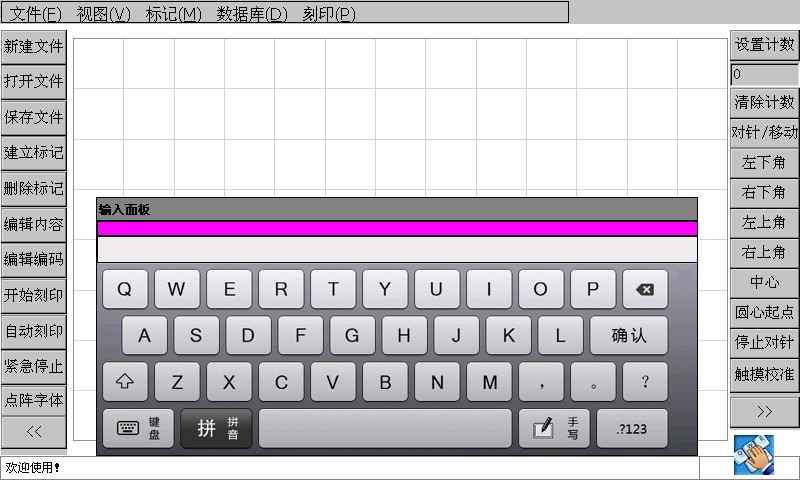 文件(F) 视图(V) 标记(M) 数据库(D) 刻印(P)
新建文件
打开文件
保存文件
建立标记
删除标记
编辑内容
编辑编码
开始刻印
自动刻印
紧急停止
点阵字体
<<
输入面板
Q W E R T Y U I O P
A S D F G H J K L 确认
Z X C V B N M ， 。 ？
键盘 拼 拼音 手写 .?123
设置计数
0
清除计数
对针/移动
左下角
右下角
左上角
右上角
中心
圆心起点
停止对针
触摸校准
>>
欢迎使用!